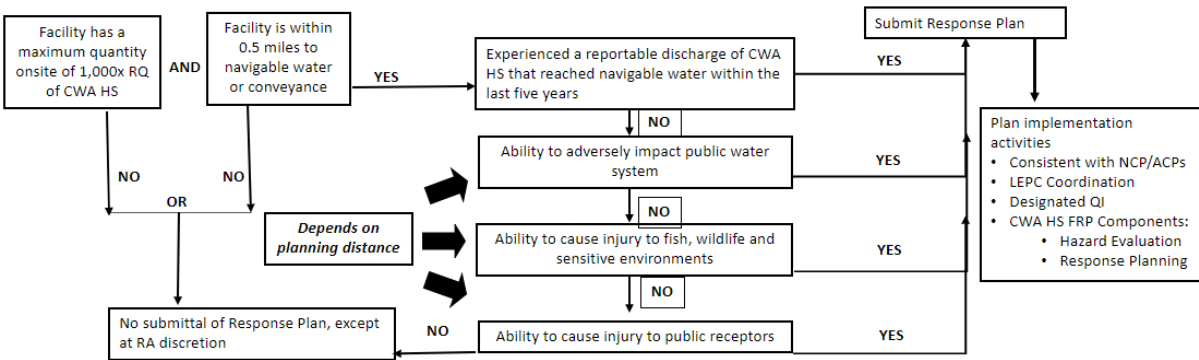 Facility has a
maximum quantity
onsite of 1,000x RQ
of CWA HS
AND
Facility is within
0.5 miles to
navigable water
or conveyance
YES
Experienced a reportable discharge of CWA
HS that reached navigable water within the
last five years
YES
Submit Response Plan
NO
NO
NO
OR
Ability to adversely impact public water
system
YES
NO
Depends on
planning distance
Ability to cause injury to fish, wildlife and
sensitive environments
YES
NO
Ability to cause injury to public receptors
YES
NO
No submittal of Response Plan, except
at RA discretion
Plan implementation
activities
• Consistent with NCP/ACPs
• LEPC Coordination
• Designated QI
• CWA HS FRP Components:
• Hazard Evaluation
• Response Planning